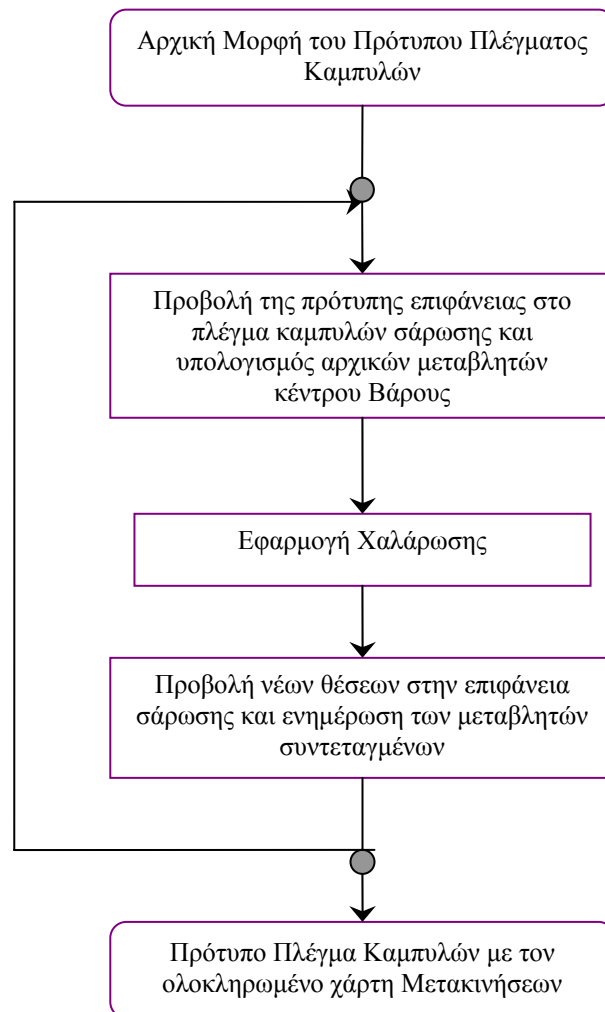 Αρχική Μορφή του Πρότυπου Πλέγματος
Καμπυλών
Προβολή της πρότυπης επιφάνειας στο
πλέγμα καμπυλών σάρωσης και
υπολογισμός αρχικών μεταβλητών
κέντρου Βάρους
Εφαρμογή Χαλάρωσης
Προβολή νέων θέσεων στην επιφάνεια
σάρωσης και ενημέρωση των μεταβλητών
συντεταγμένων
Πρότυπο Πλέγμα Καμπυλών με τον
ολοκληρωμένο χάρτη Μετακινήσεων